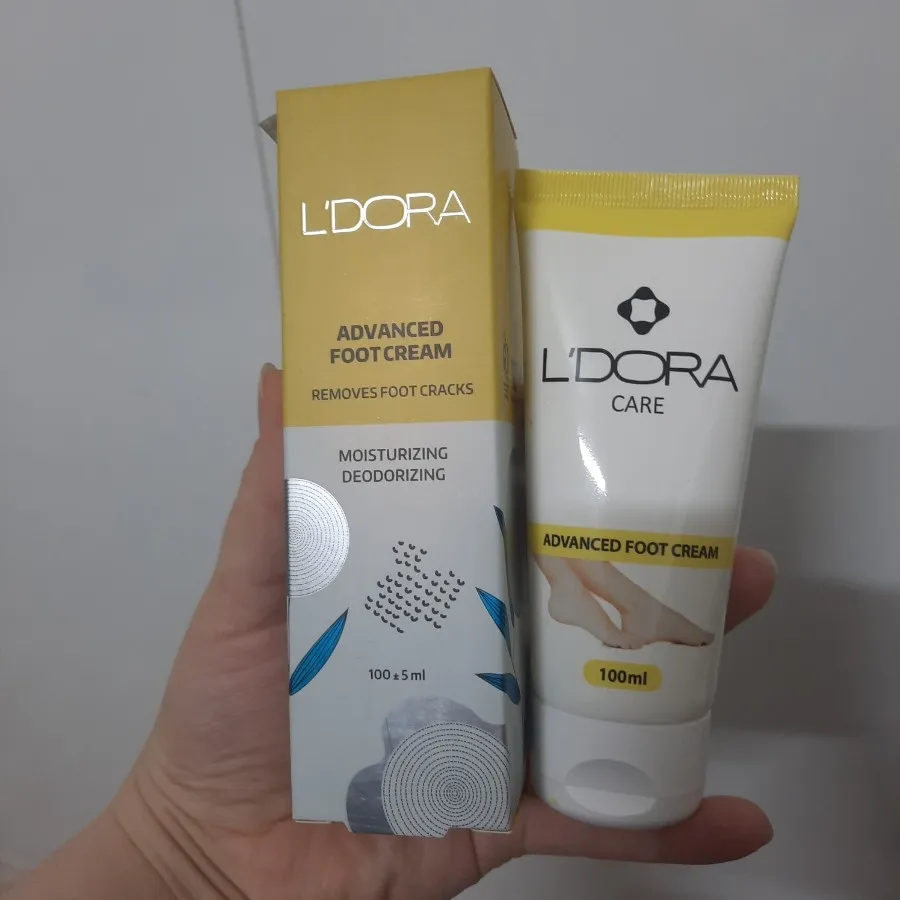 L'DORA
ADVANCED
FOOT CREAM
REMOVES FOOT CRACKS
MOISTURIZING
DEODORIZING
100 ± 5 ml
L'DORA
CARE
ADVANCED FOOT CREAM
100ml